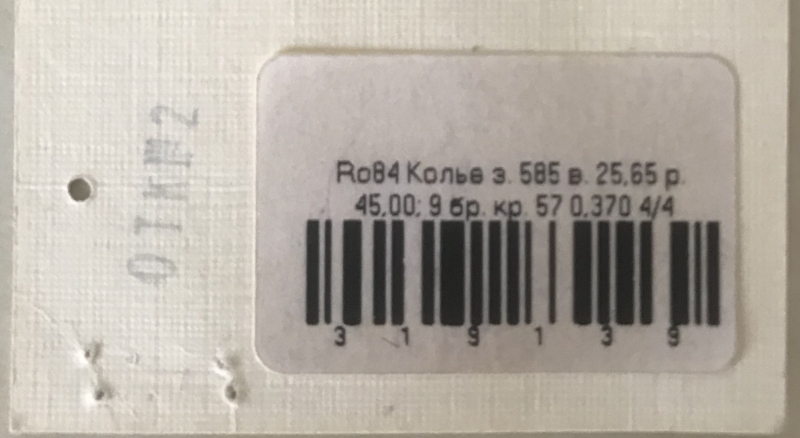 Ro84 Колье з. 585 в. 25,65 р.
45,00; 9 бр. кр. 57 0,370 4/4
3 1 9 1 3 9
ОТК№2